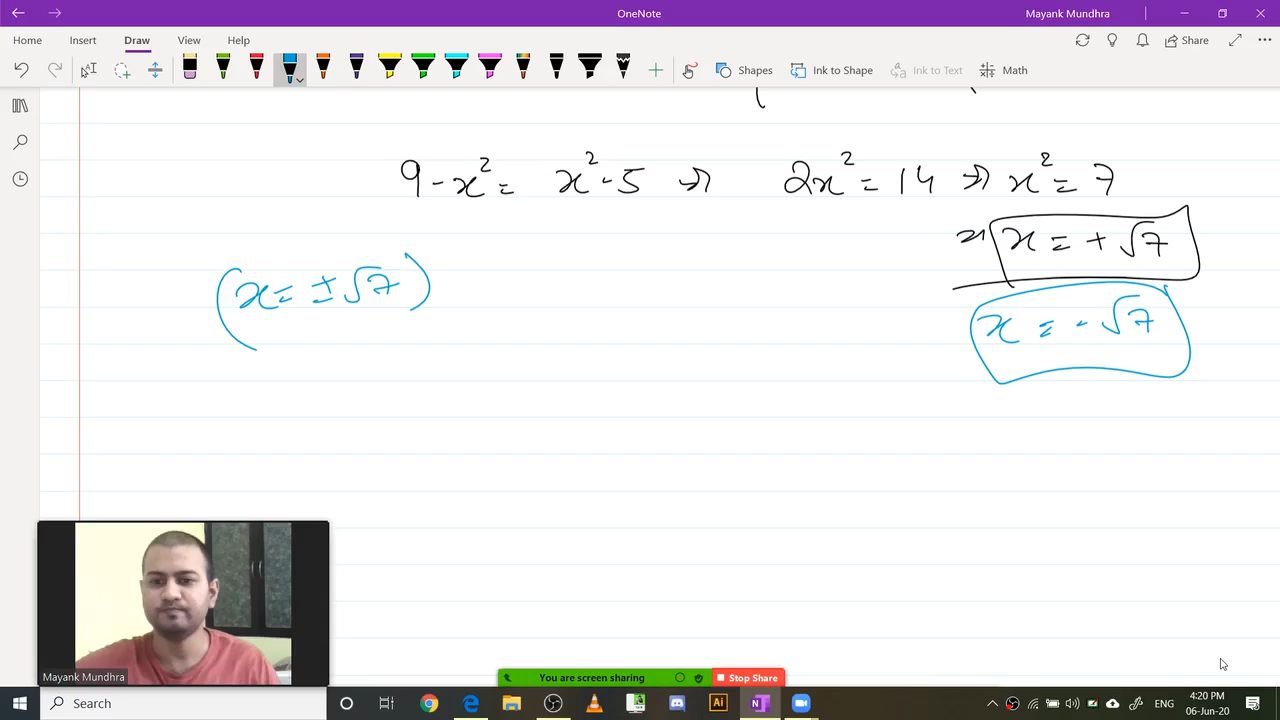 OneNote
Mayank Mundhra
Home Insert Draw View Help
Share
Shapes Ink to Shape Ink to Text Math
9 - x² = x² - 5 ⇒ 2x² = 14 ⇒ x² = 7
x = + √7
(x = ± √7)
x = - √7
Mayank Mundhra
You are screen sharing Stop Share
Search
Ai
N
ENG
4:20 PM
06-Jun-20